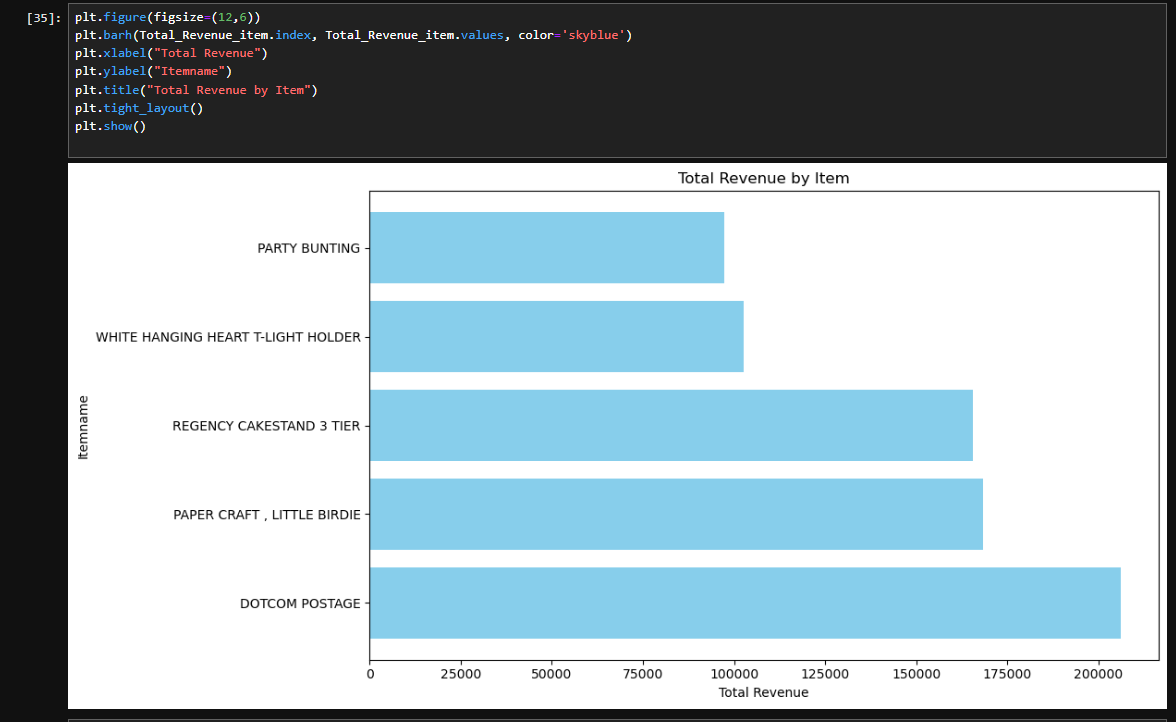 [35]: plt.figure(figsize=(12,6))
plt.barh(Total_Revenue_item.index, Total_Revenue_item.values, color='skyblue')
plt.xlabel("Total Revenue")
plt.ylabel("Itemname")
plt.title("Total Revenue by Item")
plt.tight_layout()
plt.show()
Total Revenue by Item
PARTY BUNTING
WHITE HANGING HEART T-LIGHT HOLDER
REGENCY CAKESTAND 3 TIER
PAPER CRAFT , LITTLE BIRDIE
DOTCOM POSTAGE
Itemname
0 25000 50000 75000 100000 125000 150000 175000 200000
Total Revenue